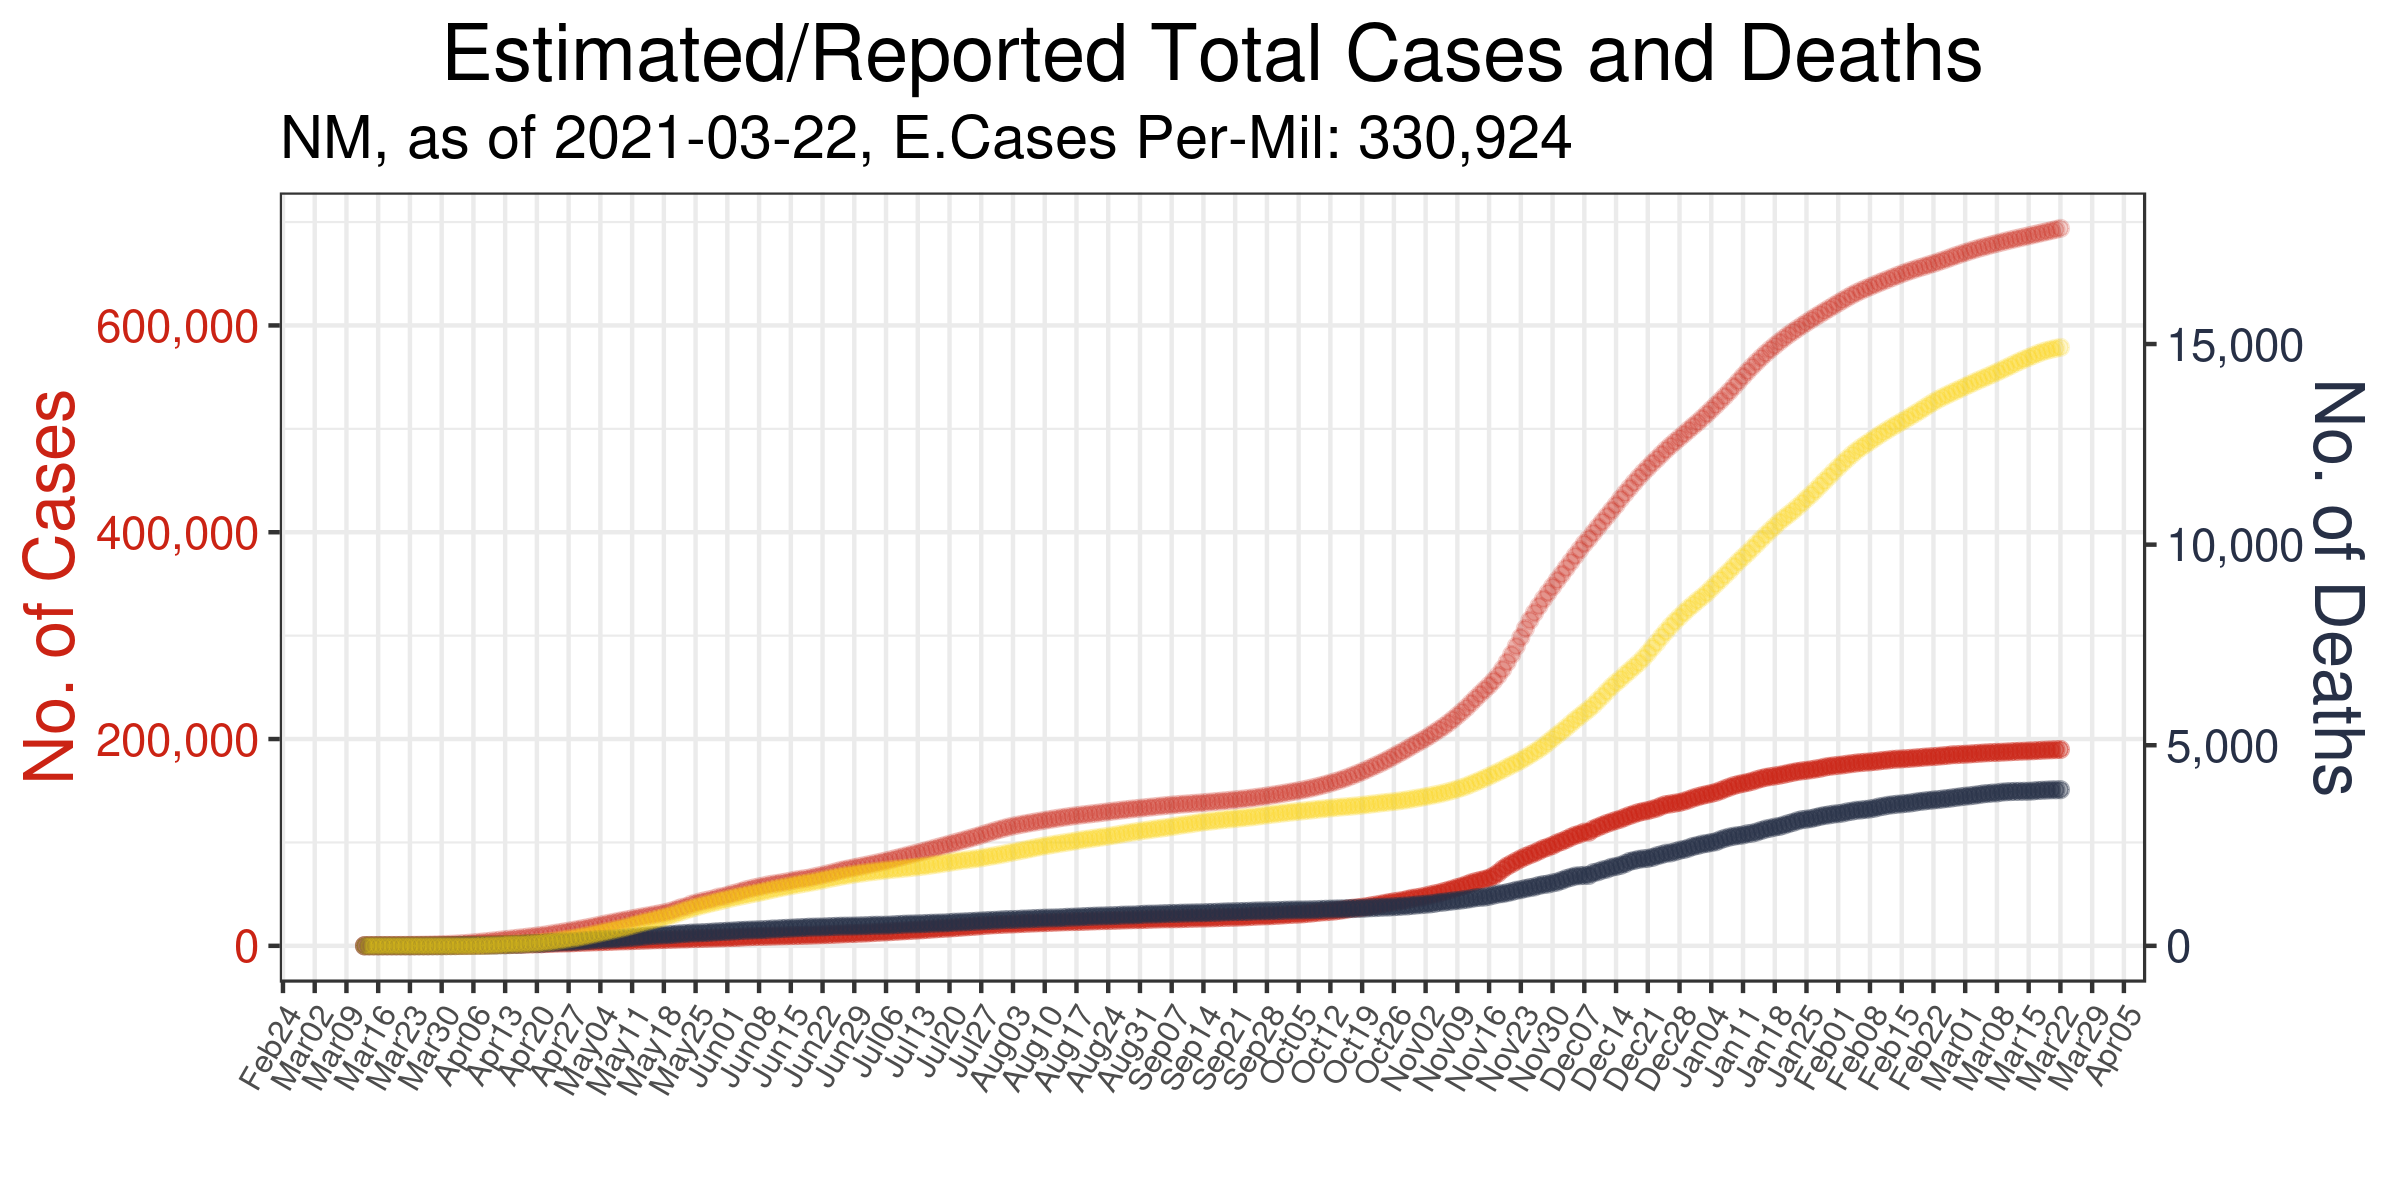 Estimated/Reported Total Cases and Deaths
NM, as of 2021-03-22, E.Cases Per-Mil: 330,924
No. of Cases
600,000
400,000
200,000
0
15,000
10,000
5,000
0
No. of Deaths
Feb24
Mar02
Mar09
Mar16
Mar23
Mar30
Apr06
Apr13
Apr20
Apr27
May04
May11
May18
May25
Jun01
Jun08
Jun15
Jun22
Jun29
Jul06
Jul13
Jul20
Jul27
Aug03
Aug10
Aug17
Aug24
Aug31
Sep07
Sep14
Sep21
Sep28
Oct05
Oct12
Oct19
Oct26
Nov02
Nov09
Nov16
Nov23
Nov30
Dec07
Dec14
Dec21
Dec28
Jan04
Jan11
Jan18
Jan25
Feb01
Feb08
Feb15
Feb22
Mar01
Mar08
Mar15
Mar22
Mar29
Apr05